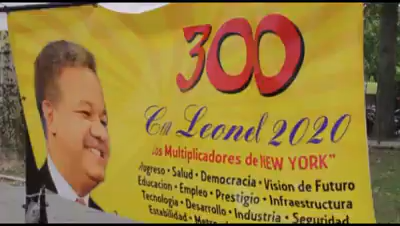 300
Con Leonel 2020
Los Multiplicadores de NEW YORK"
Progreso • Salud • Democracia • Vision de Futuro
Educacion • Empleo • Prestigio • Infraestructura
Tecnologia • Desarrollo • Industria • Seguridad
Estabilidad •